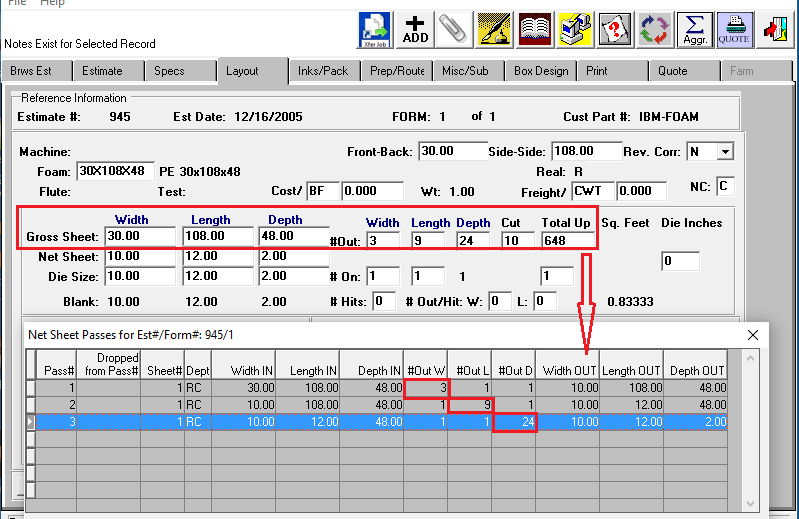 File Help
Notes Exist for Selected Record
Xfer Job
ADD
Aggr.
QUOTE
Brws Est Estimate Specs Layout Inks/Pack Prep/Route Misc/Sub Box Design Print Quote Farm
Reference Information
Estimate #: 945 Est Date: 12/16/2005 FORM: 1 of 1 Cust Part #: IBM-FOAM
Machine: Front-Back: 30.00 Side-Side: 108.00 Rev. Corr: N
Foam: 30X108X48 PE 30x108x48 Real: R
Flute: Test: Cost/ BF 0.000 Wt: 1.00 Freight/ CWT 0.000 NC: C
Width Length Depth Width Length Depth Cut Total Up Sq. Feet Die Inches
Gross Sheet: 30.00 108.00 48.00 #Out: 3 9 24 10 648
Net Sheet: 10.00 12.00 2.00 0
Die Size: 10.00 12.00 2.00 # On: 1 1 1 1
Blank: 10.00 12.00 2.00 # Hits: 0 # Out/Hit: W: 0 L: 0 0.83333
Net Sheet Passes for Est#/Form#: 945/1
Pass# Dropped from Pass# Sheet# Dept Width IN Length IN Depth IN #Out W #Out L #Out D Width OUT Length OUT Depth OUT
1 1 RC 30.00 108.00 48.00 3 1 1 10.00 108.00 48.00
2 1 RC 10.00 108.00 48.00 1 9 1 10.00 12.00 48.00
3 1 RC 10.00 12.00 48.00 1 1 24 10.00 12.00 2.00